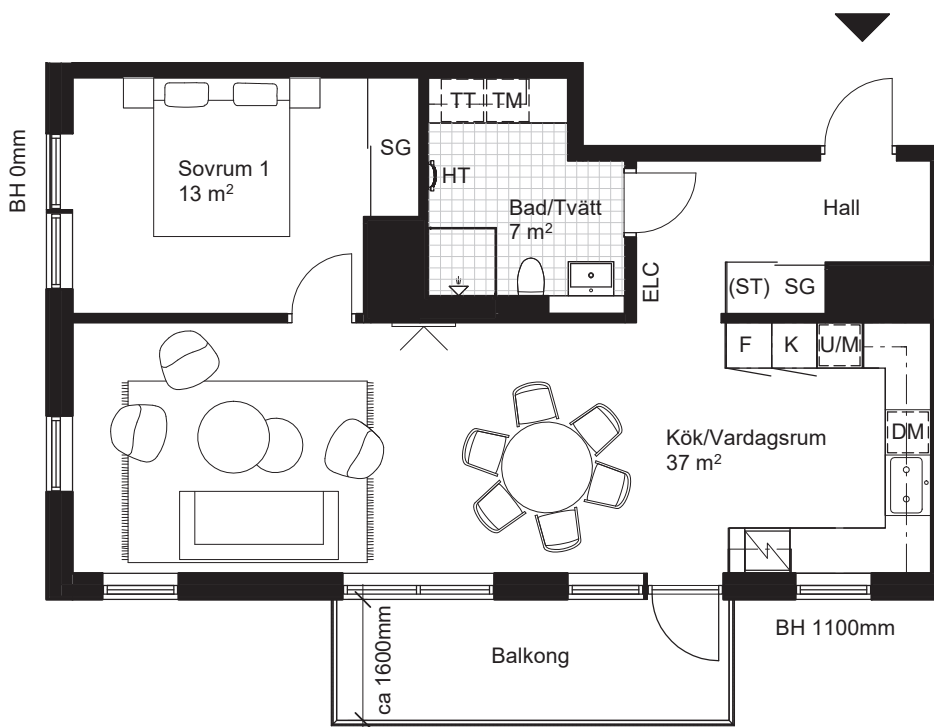 BH 0mm
Sovrum 1
13 m²
SG
TT
TM
HT
Bad/Tvätt
7 m²
ELC
Hall
(ST)
SG
F
K
U/M
DM
Kök/Vardagsrum
37 m²
ca 1600mm
Balkong
BH 1100mm